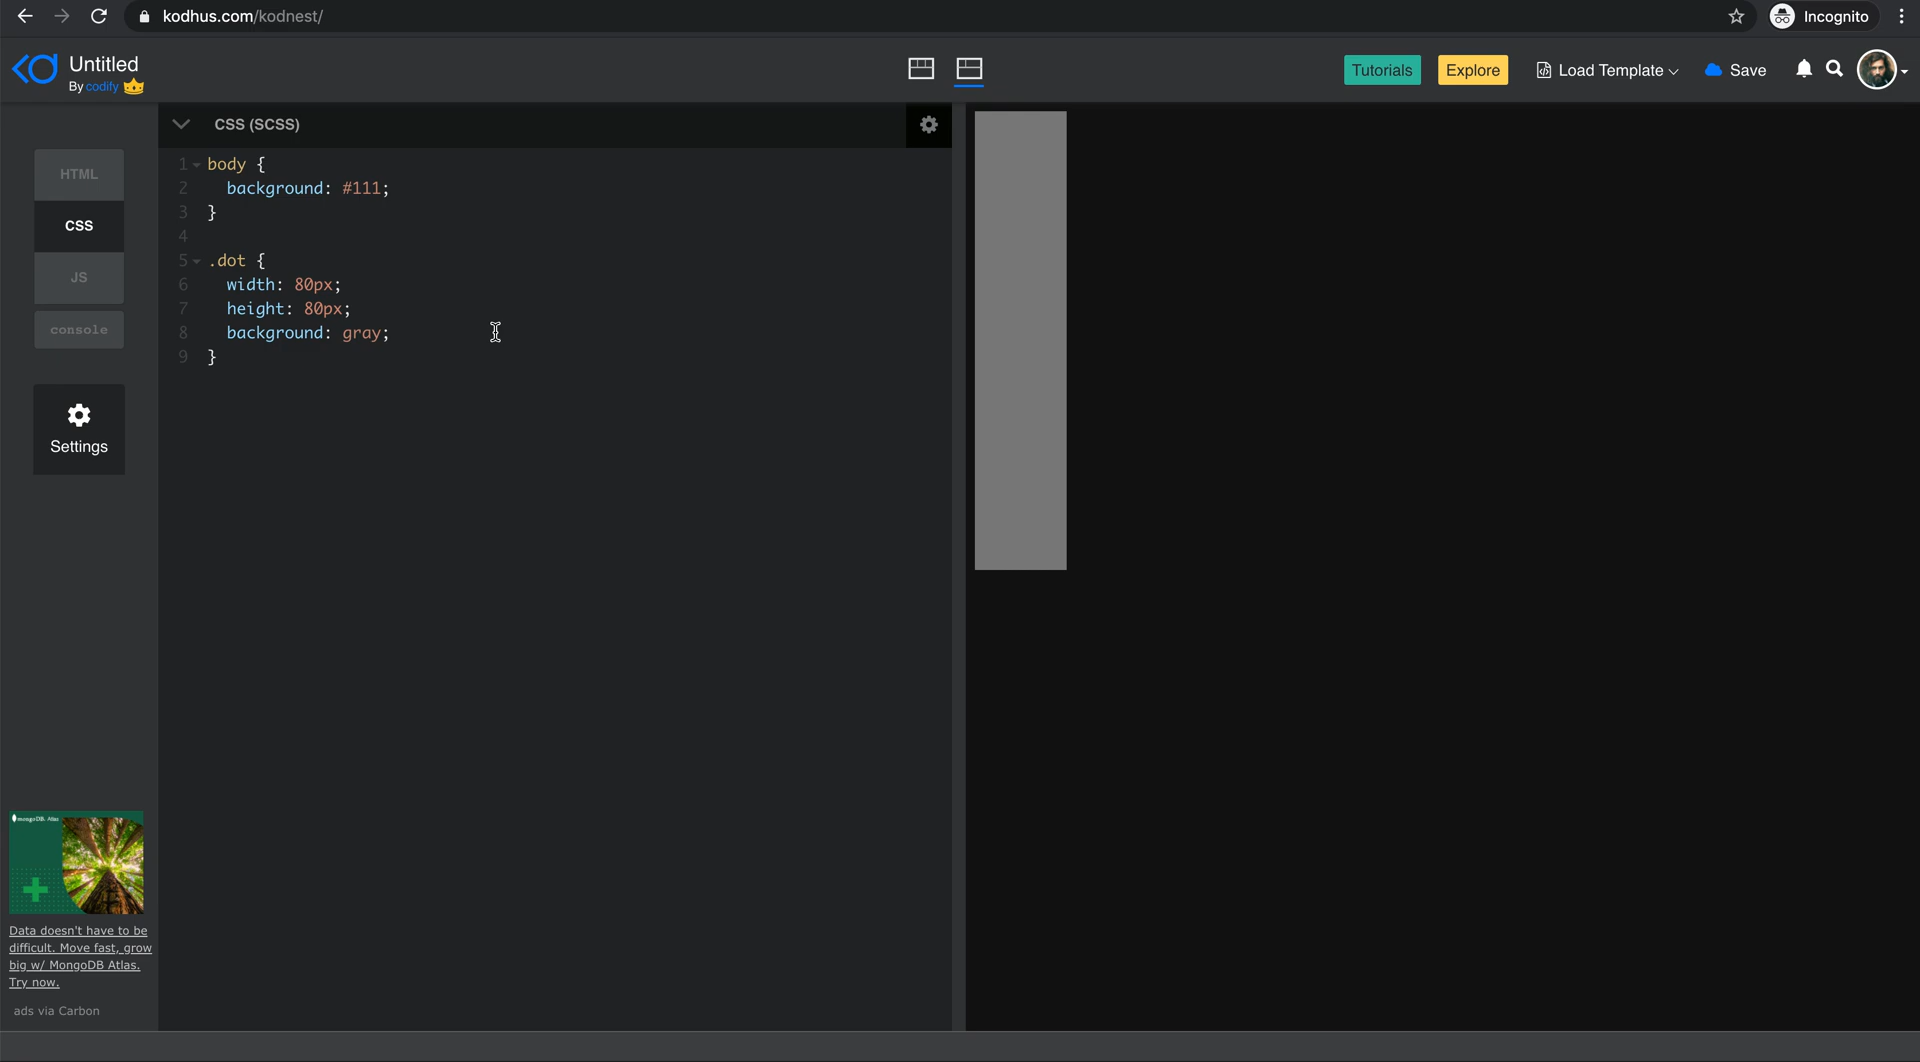 kodhus.com/kodnest/
Incognito
Untitled
By codify
Tutorials
Explore
Load Template
Save
CSS (SCSS)
HTML
CSS
JS
console
Settings
1 body {
2 background: #111;
3 }
4
5 .dot {
6 width: 80px;
7 height: 80px;
8 background: gray;
9 }
mongoDB. Atlas
Data doesn't have to be
difficult. Move fast, grow
big w/ MongoDB Atlas.
Try now.
ads via Carbon